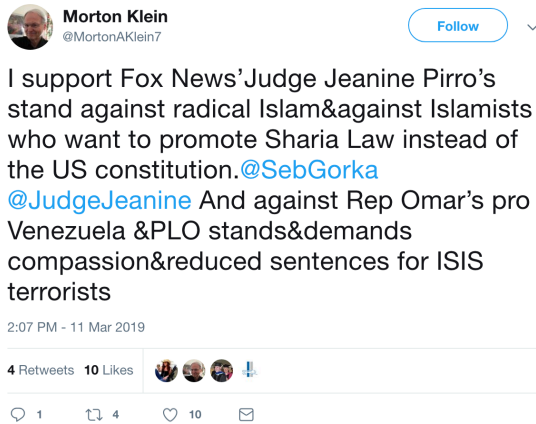 Morton Klein
@MortonAKlein7
Follow
I support Fox News'Judge Jeanine Pirro's
stand against radical Islam&against Islamists
who want to promote Sharia Law instead of
the US constitution.@SebGorka
@JudgeJeanine And against Rep Omar's pro
Venezuela &PLO stands&demands
compassion&reduced sentences for ISIS
terrorists
2:07 PM - 11 Mar 2019
4 Retweets 10 Likes
1 4 10